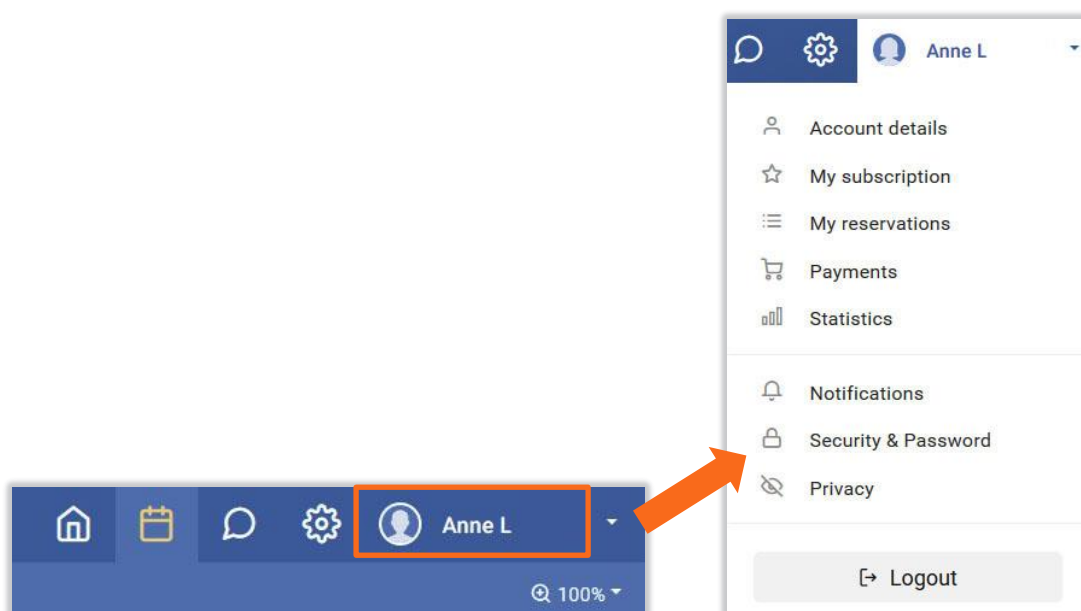 Anne L
Account details
My subscription
My reservations
Payments
Statistics
Notifications
Security & Password
Privacy
Logout
Anne L
100%